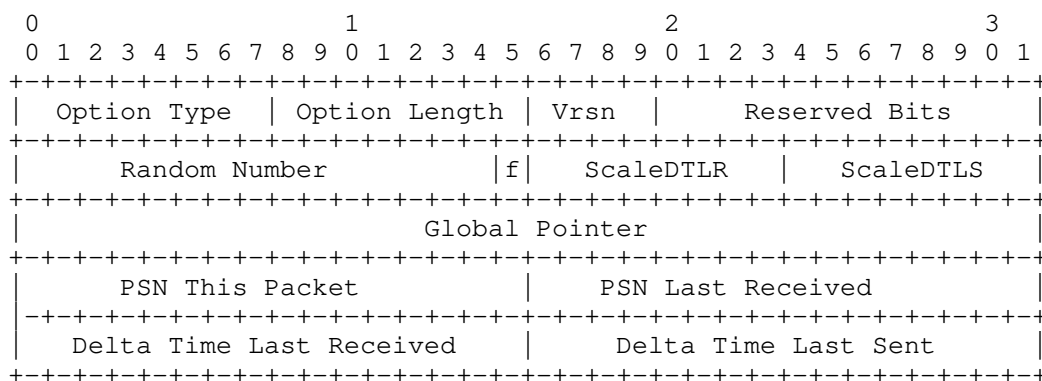 0                   1                   2                   3
0 1 2 3 4 5 6 7 8 9 0 1 2 3 4 5 6 7 8 9 0 1 2 3 4 5 6 7 8 9 0 1
+-+-+-+-+-+-+-+-+-+-+-+-+-+-+-+-+-+-+-+-+-+-+-+-+-+-+-+-+-+-+-+-+
|  Option Type  | Option Length | Vrsn  |     Reserved Bits     |
+-+-+-+-+-+-+-+-+-+-+-+-+-+-+-+-+-+-+-+-+-+-+-+-+-+-+-+-+-+-+-+-+
|      Random Number          |f|   ScaleDTLR   |   ScaleDTLS   |
+-+-+-+-+-+-+-+-+-+-+-+-+-+-+-+-+-+-+-+-+-+-+-+-+-+-+-+-+-+-+-+-+
|                         Global Pointer                        |
+-+-+-+-+-+-+-+-+-+-+-+-+-+-+-+-+-+-+-+-+-+-+-+-+-+-+-+-+-+-+-+-+
|      PSN This Packet          |    PSN Last Received          |
|-+-+-+-+-+-+-+-+-+-+-+-+-+-+-+-+-+-+-+-+-+-+-+-+-+-+-+-+-+-+-+-+
|   Delta Time Last Received    |     Delta Time Last Sent      |
+-+-+-+-+-+-+-+-+-+-+-+-+-+-+-+-+-+-+-+-+-+-+-+-+-+-+-+-+-+-+-+-+